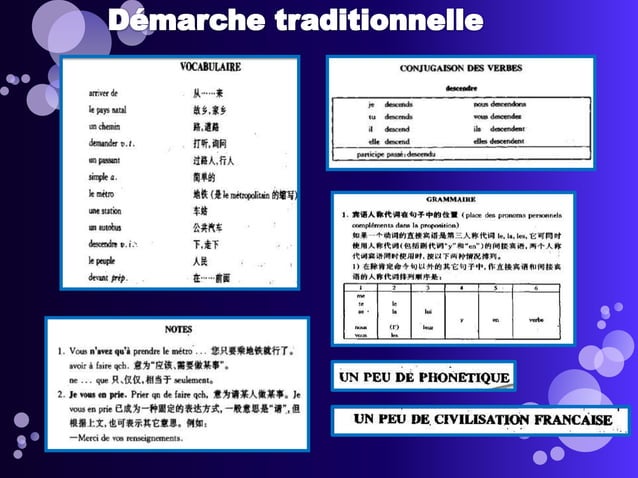 Démarche traditionnelle
VOCABULAIRE
arriver de 从……来
le pays natal 故乡,家乡
un chemin 路,道路
demander v.t. 打听,询问
un passant 过路人,行人
simple a. 简单的
le métro 地铁 (是 le métropolitain 的缩写)
une station 车站
un autobus 公共汽车
descendre v.i. 下,走下
le peuple 人民
devant prép. 在……前面
CONJUGAISON DES VERBES
descendre
je descends nous descendons
tu descends vous descendez
il descend ils descendent
elle descend elles descendent
participe passé: descendu
GRAMMAIRE
1. 宾语人称代词在句子中的位置 (place des pronoms personnels
compléments dans la proposition)
如果一个动词的直接宾语是第三人称代词 le, la, les, 它可同时
使用人称代词(包括副代词“y”和“en”)的间接宾语,两个人称
代词宾语同时使用时,按以下两种情况排列。
1) 在除肯定命令句以外的其它句子中,作直接宾语和间接宾
语的人称代词排列顺序是:
1 2 3 4 5 6
me
te le
se la lui
y en verbe
nous (l') leur
vous les
NOTES
1. Vous n'avez qu'à prendre le métro ... 您只要乘地铁就行了。
avoir à faire qch. 意为“应该、需要做某事”。
ne ... que 只、仅仅,相当于 seulement。
2. Je vous en prie. Prier qn de faire qch, 意为请某人做某事。Je
vous en prie 已成为一种固定的表达方式,一般意思是“请”,但
根据上文,也可表示其它意思。例如:
—Merci de vos renseignements.
UN PEU DE PHONETIQUE
UN PEU DE CIVILISATION FRANCAISE